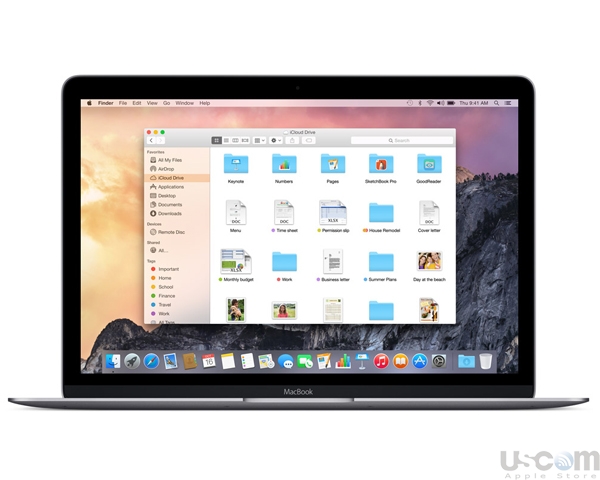 Finder File Edit View Go Window Help
Thu 9:41 AM
iCloud Drive
Search
Favorites
All My Files
AirDrop
iCloud Drive
Applications
Desktop
Documents
Downloads
Devices
Remote Disc
Shared
All...
Tags
Important
Home
School
Finance
Travel
Work
All Tags...
Keynote Numbers Pages SketchBook Pro GoodReader
DOC XLSX DOC
Menu Time sheet Permission slip House Remodel Cover letter
XLSX
Monthly budget Work Business letter Summer Plans Day at the beach
16
MacBook
uscom
Apple Store